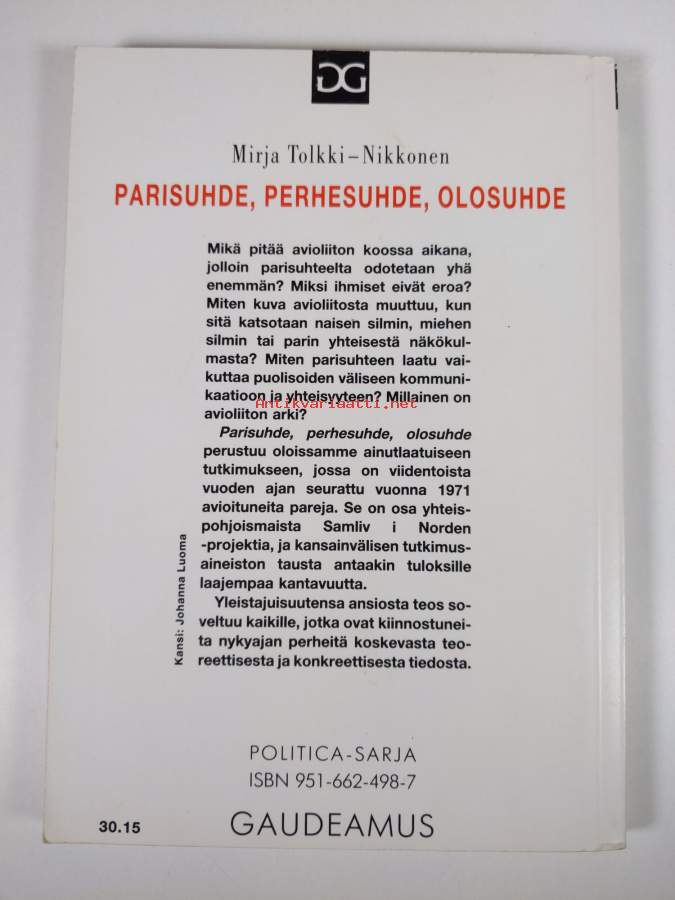 GG
Mirja Tolkki–Nikkonen
PARISUHDE, PERHESUHDE, OLOSUHDE
Mikä pitää avioliiton koossa aikana,
jolloin parisuhteelta odotetaan yhä
enemmän? Miksi ihmiset eivät eroa?
Miten kuva avioliitosta muuttuu, kun
sitä katsotaan naisen silmin, miehen
silmin tai parin yhteisestä näkökul-
masta? Miten parisuhteen laatu vai-
kuttaa puolisoiden väliseen kommuni-
kaatioon ja yhteisyyteen? Millainen on
avioliiton arki?
Antikvariaatti.net
Parisuhde, perhesuhde, olosuhde
perustuu oloissamme ainutlaatuiseen
tutkimukseen, jossa on viidentoista
vuoden ajan seurattu vuonna 1971
avioituneita pareja. Se on osa yhteis-
pohjoismaista Samliv i Norden
-projektia, ja kansainvälisen tutkimus-
aineiston tausta antaakin tuloksille
laajempaa kantavuutta.
Yleistajuisuutensa ansiosta teos so-
veltuu kaikille, jotka ovat kiinnostunei-
ta nykyajan perheitä koskevasta teo-
reettisesta ja konkreettisesta tiedosta.
Kansi: Johanna Luoma
POLITICA-SARJA
ISBN 951-662-498-7
30.15
GAUDEAMUS